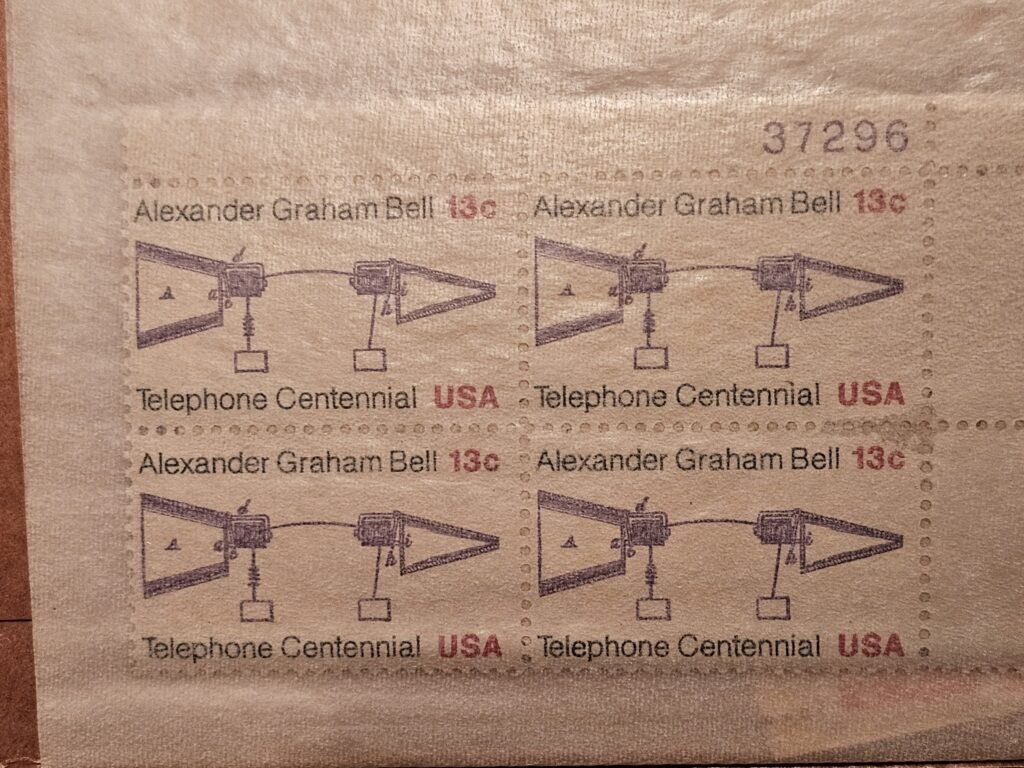 37296
Alexander Graham Bell 13c Alexander Graham Bell 13c
d d
A a b h i A a b h i
Telephone Centennial USA Telephone Centennial USA
Alexander Graham Bell 13c Alexander Graham Bell 13c
d d
A a b h i A a b h i
Telephone Centennial USA Telephone Centennial USA